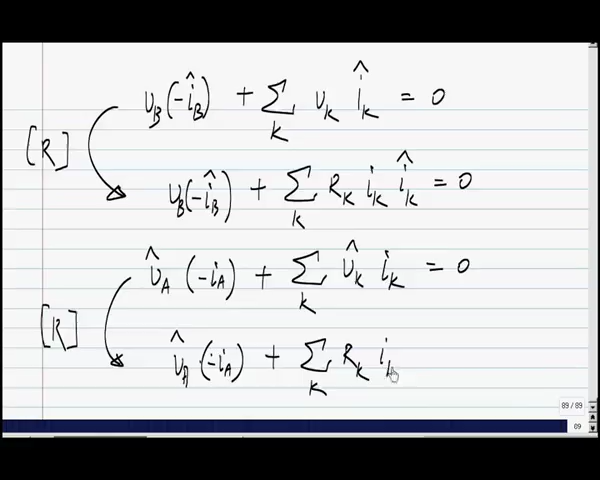 v_B(-î_B) + Σ_K v_K î_K = 0
[R]
v_B(-î_B) + Σ_K R_K i_K î_K = 0
v̂_A (-i_A) + Σ_K v̂_K i_K = 0
[R]
v̂_A (-i_A) + Σ_K R_K i
89 / 89
89